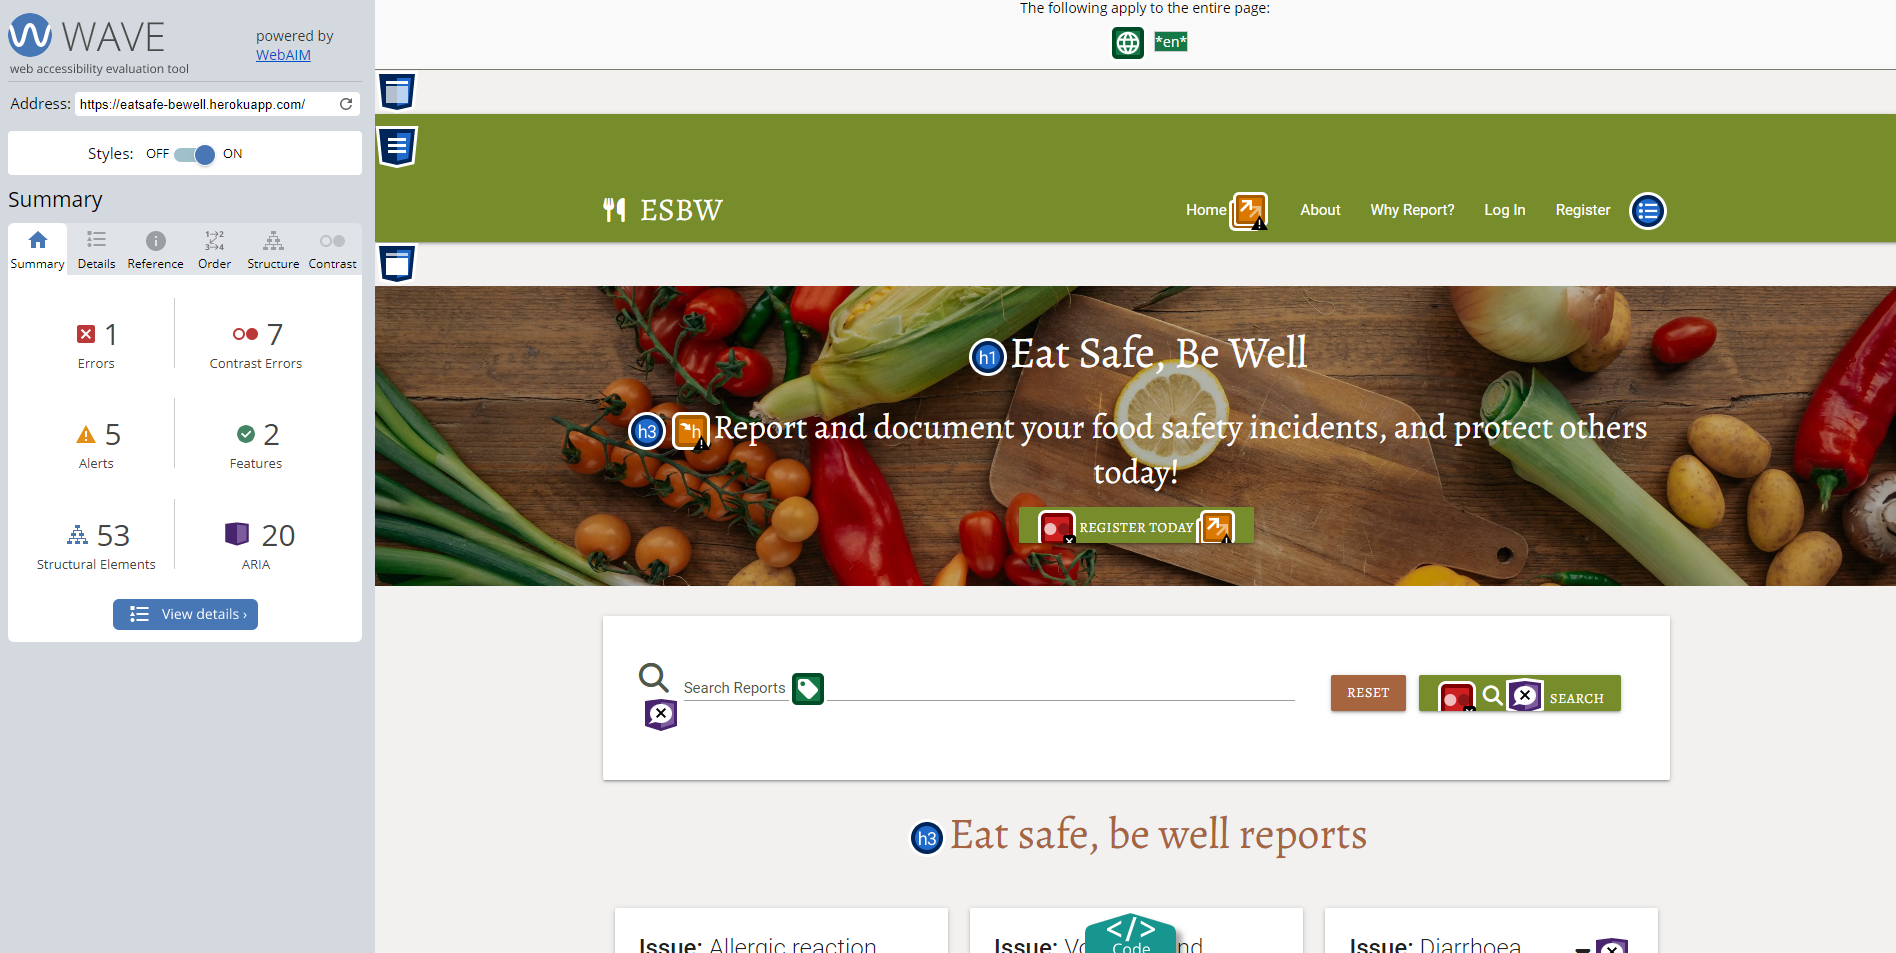 WAVE
powered by
WebAIM
web accessibility evaluation tool
Address: https://eatsafe-bewell.herokuapp.com/
Styles: OFF ON
Summary
Summary Details Reference Order Structure Contrast
1
Errors
7
Contrast Errors
5
Alerts
2
Features
53
Structural Elements
20
ARIA
View details ›
The following apply to the entire page:
*en*
ESBW
Home About Why Report? Log In Register
h1 Eat Safe, Be Well
h3 h Report and document your food safety incidents, and protect others
today!
REGISTER TODAY
Search Reports
RESET
SEARCH
h3 Eat safe, be well reports
Issue: Allergic reaction
Issue: Vo
nd
</>
Code
Issue: Diarrhoea